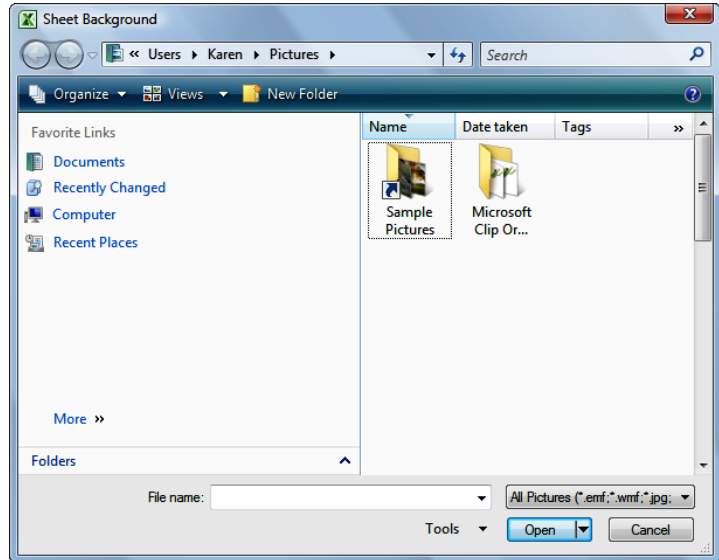 Sheet Background
« Users ▸ Karen ▸ Pictures ▸
Search
Organize Views New Folder
Favorite Links
Documents
Recently Changed
Computer
Recent Places
More »
Folders
Name Date taken Tags »
Sample
Pictures
Microsoft
Clip Or...
File name:
All Pictures (*.emf;*.wmf;*.jpg;
Tools Open Cancel